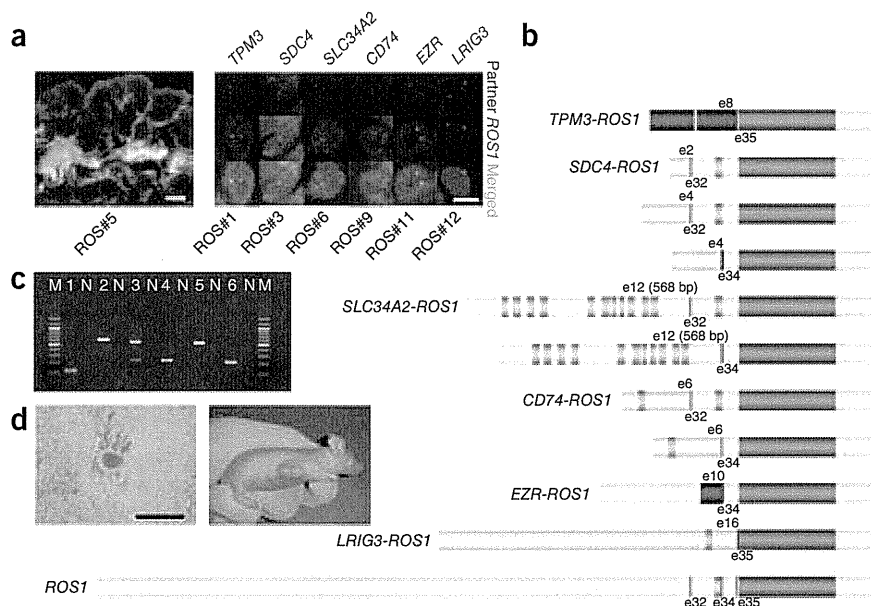 a
TPM3
SDC4
SLC34A2
CD74
EZR
LRIG3
Partner ROS1 Merged
ROS#5
ROS#1
ROS#3
ROS#6
ROS#9
ROS#11
ROS#12
b
TPM3-ROS1
e8
e35
SDC4-ROS1
e2
e32
e4
e32
e4
e34
SLC34A2-ROS1
e12 (568 bp)
e32
e12 (568 bp)
e34
CD74-ROS1
e6
e32
e6
e34
EZR-ROS1
e10
e34
LRIG3-ROS1
e16
e35
ROS1
e32 e34 e35
c
M 1 N 2 N 3 N 4 N 5 N 6 N M
d